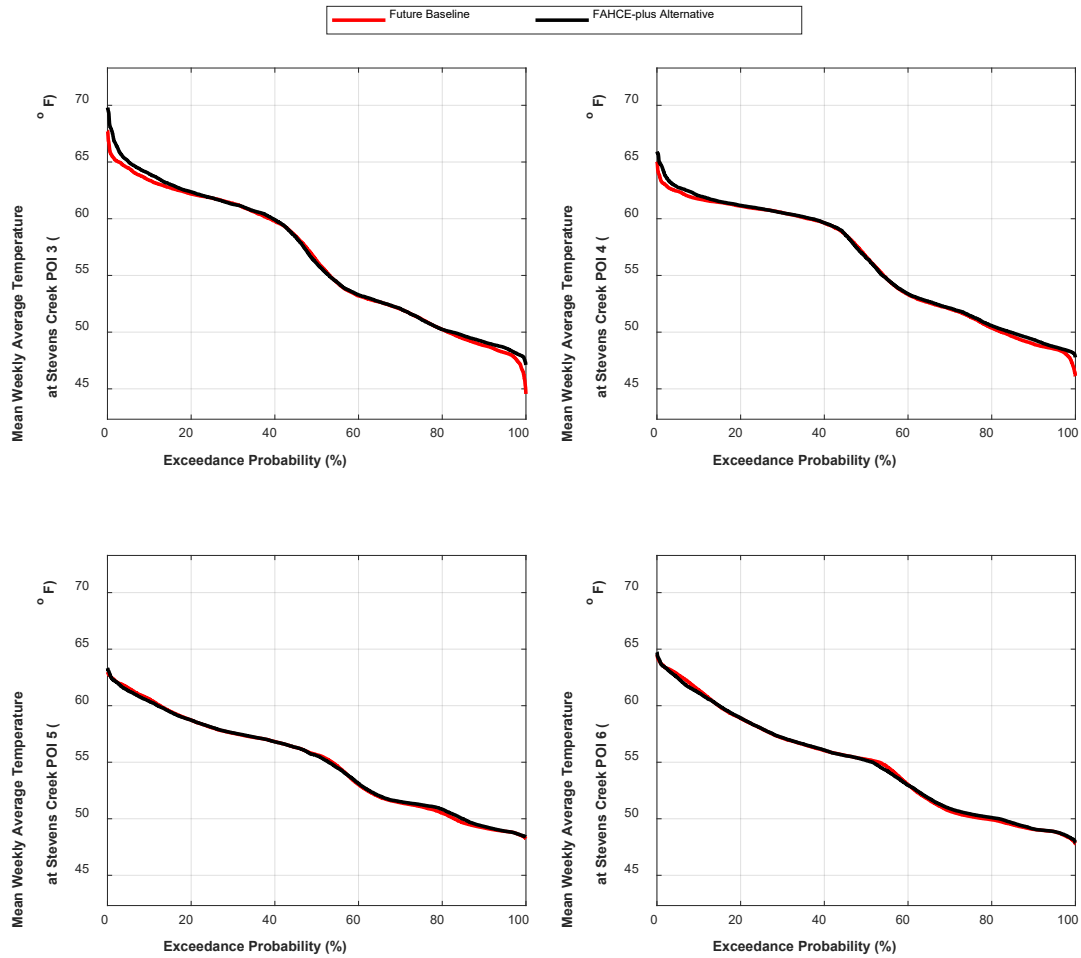 Future Baseline
FAHCE-plus Alternative
Mean Weekly Average Temperature
at Stevens Creek POI 3 (
o F)
70
65
60
55
50
45
0 20 40 60 80 100
Exceedance Probability (%)
Mean Weekly Average Temperature
at Stevens Creek POI 4 (
o F)
70
65
60
55
50
45
0 20 40 60 80 100
Exceedance Probability (%)
Mean Weekly Average Temperature
at Stevens Creek POI 5 (
o F)
70
65
60
55
50
45
0 20 40 60 80 100
Exceedance Probability (%)
Mean Weekly Average Temperature
at Stevens Creek POI 6 (
o F)
70
65
60
55
50
45
0 20 40 60 80 100
Exceedance Probability (%)